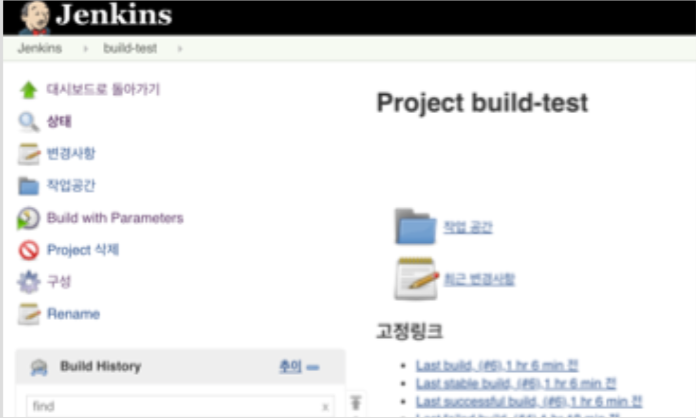 Jenkins
Jenkins › build-test ›
대시보드로 돌아가기
상태
변경사항
작업공간
Build with Parameters
Project 삭제
구성
Rename
Build History 추이
find x
Project build-test
작업 공간
최근 변경사항
고정링크
Last build, (#6),1 hr 6 min 전
Last stable build, (#6),1 hr 6 min 전
Last successful build, (#6),1 hr 6 min 전